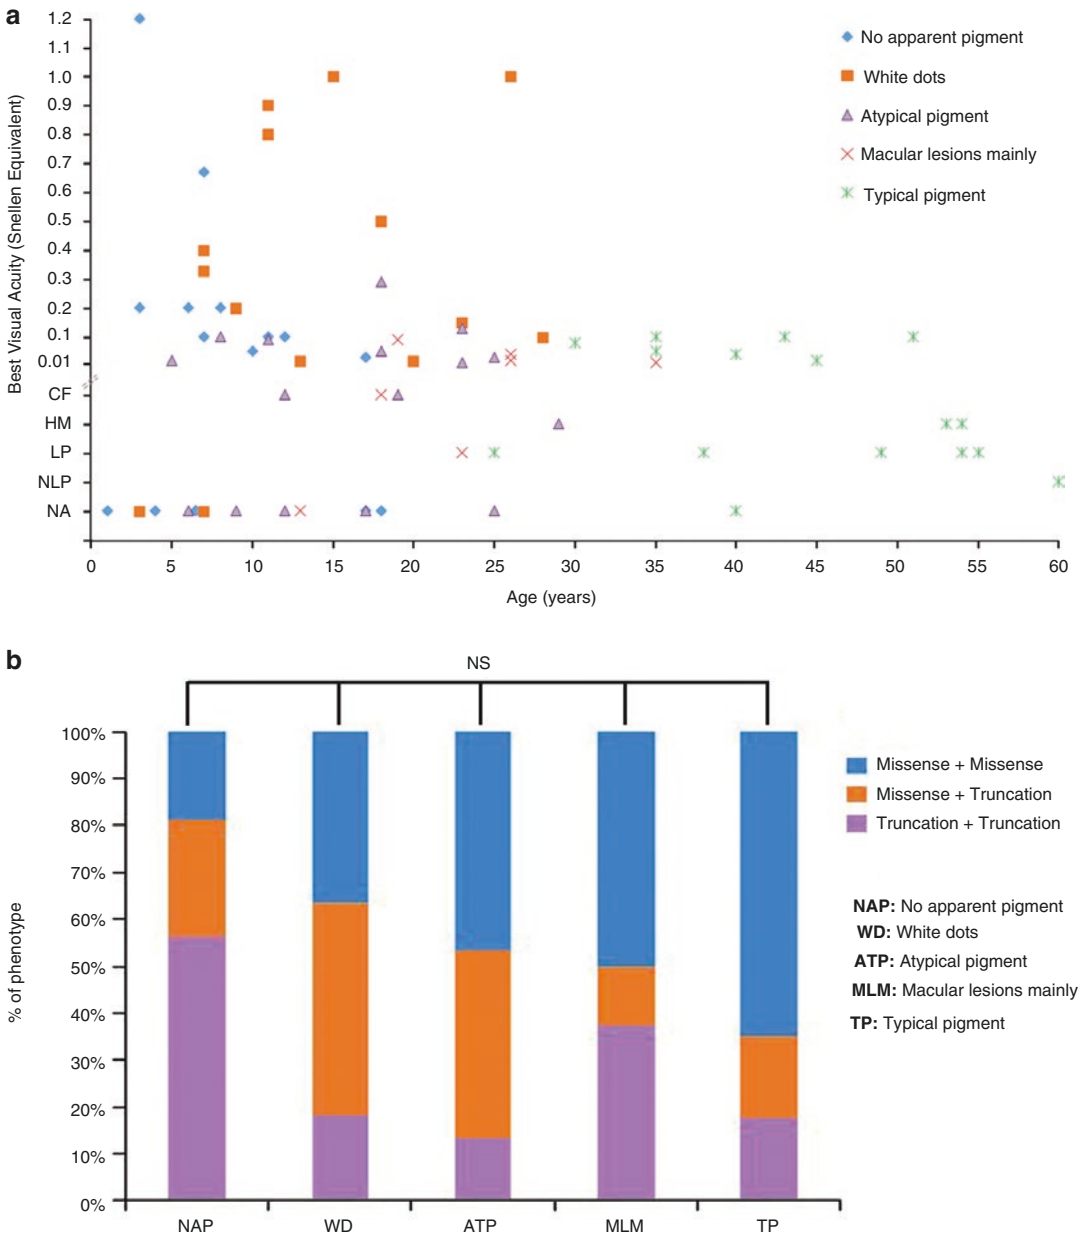 a
Best Visual Acuity (Snellen Equivalent)
1.2
1.1
1.0
0.9
0.8
0.7
0.6
0.5
0.4
0.3
0.2
0.1
0.01
CF
HM
LP
NLP
NA
0 5 10 15 20 25 30 35 40 45 50 55 60
Age (years)
No apparent pigment
White dots
Atypical pigment
Macular lesions mainly
Typical pigment
b
NS
% of phenotype
100%
90%
80%
70%
60%
50%
40%
30%
20%
10%
0%
NAP WD ATP MLM TP
Missense + Missense
Missense + Truncation
Truncation + Truncation
NAP: No apparent pigment
WD: White dots
ATP: Atypical pigment
MLM: Macular lesions mainly
TP: Typical pigment